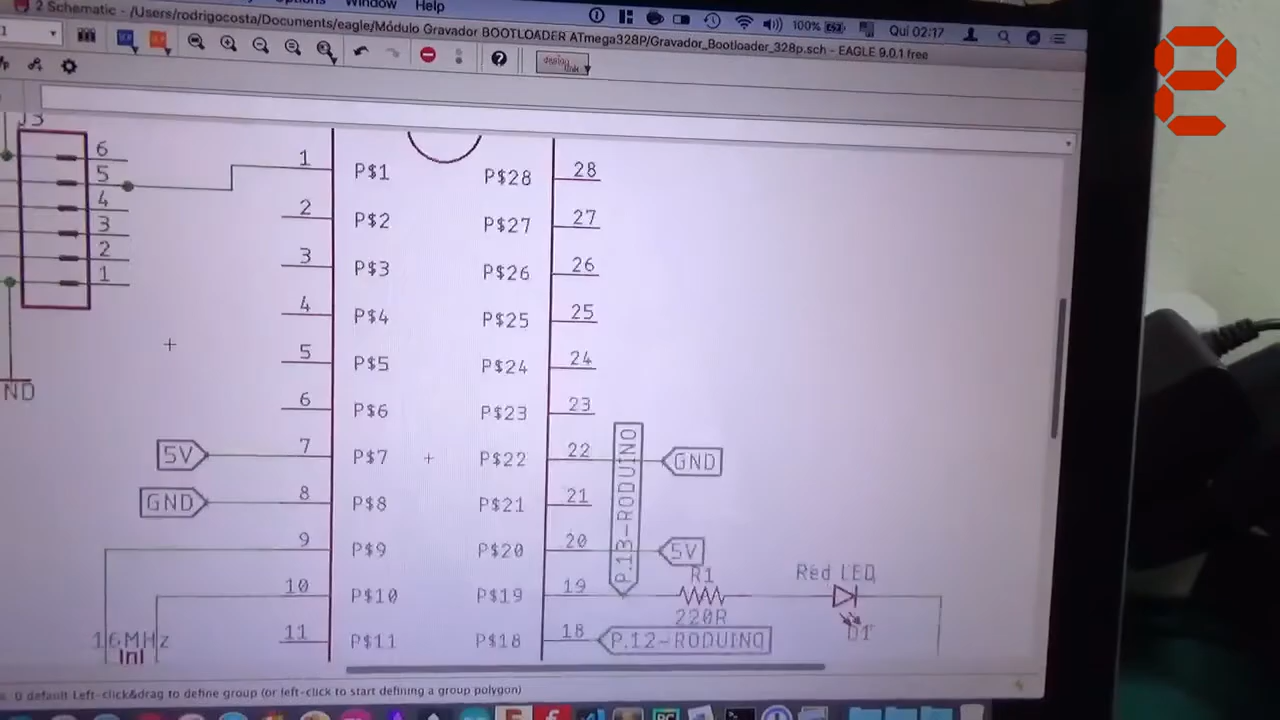 Window Help
100% Qui 02:17
2 Schematic - /Users/rodrigocosta/Documents/eagle/Módulo Gravador BOOTLOADER ATmega328P/Gravador_Bootloader_328p.sch - EAGLE 9.0.1 free
design link
J3
6
5
4
3
2
1
ND
1 P$1 P$28 28
2 P$2 P$27 27
3 P$3 P$26 26
4 P$4 P$25 25
5 P$5 P$24 24
6 P$6 P$23 23
5V 7 P$7 P$22 22 GND
GND 8 P$8 P$21 21
9 P$9 P$20 20 5V
10 P$10 P$19 19
11 P$11 P$18 18 P.12-RODUINO
P.13-RODUINO
R1
220R
Red LED
D1
16MHz
0 default Left-click&drag to define group (or left-click to start defining a group polygon)